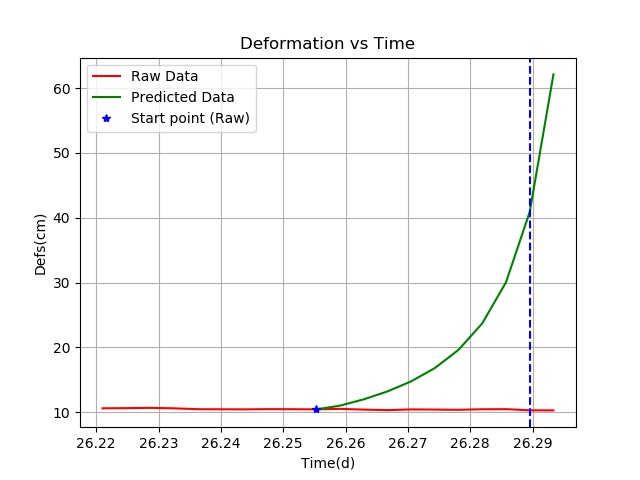 Deformation vs Time
Raw Data
Predicted Data
Start point (Raw)
60
50
40
30
20
10
Defs(cm)
26.22 26.23 26.24 26.25 26.26 26.27 26.28 26.29
Time(d)